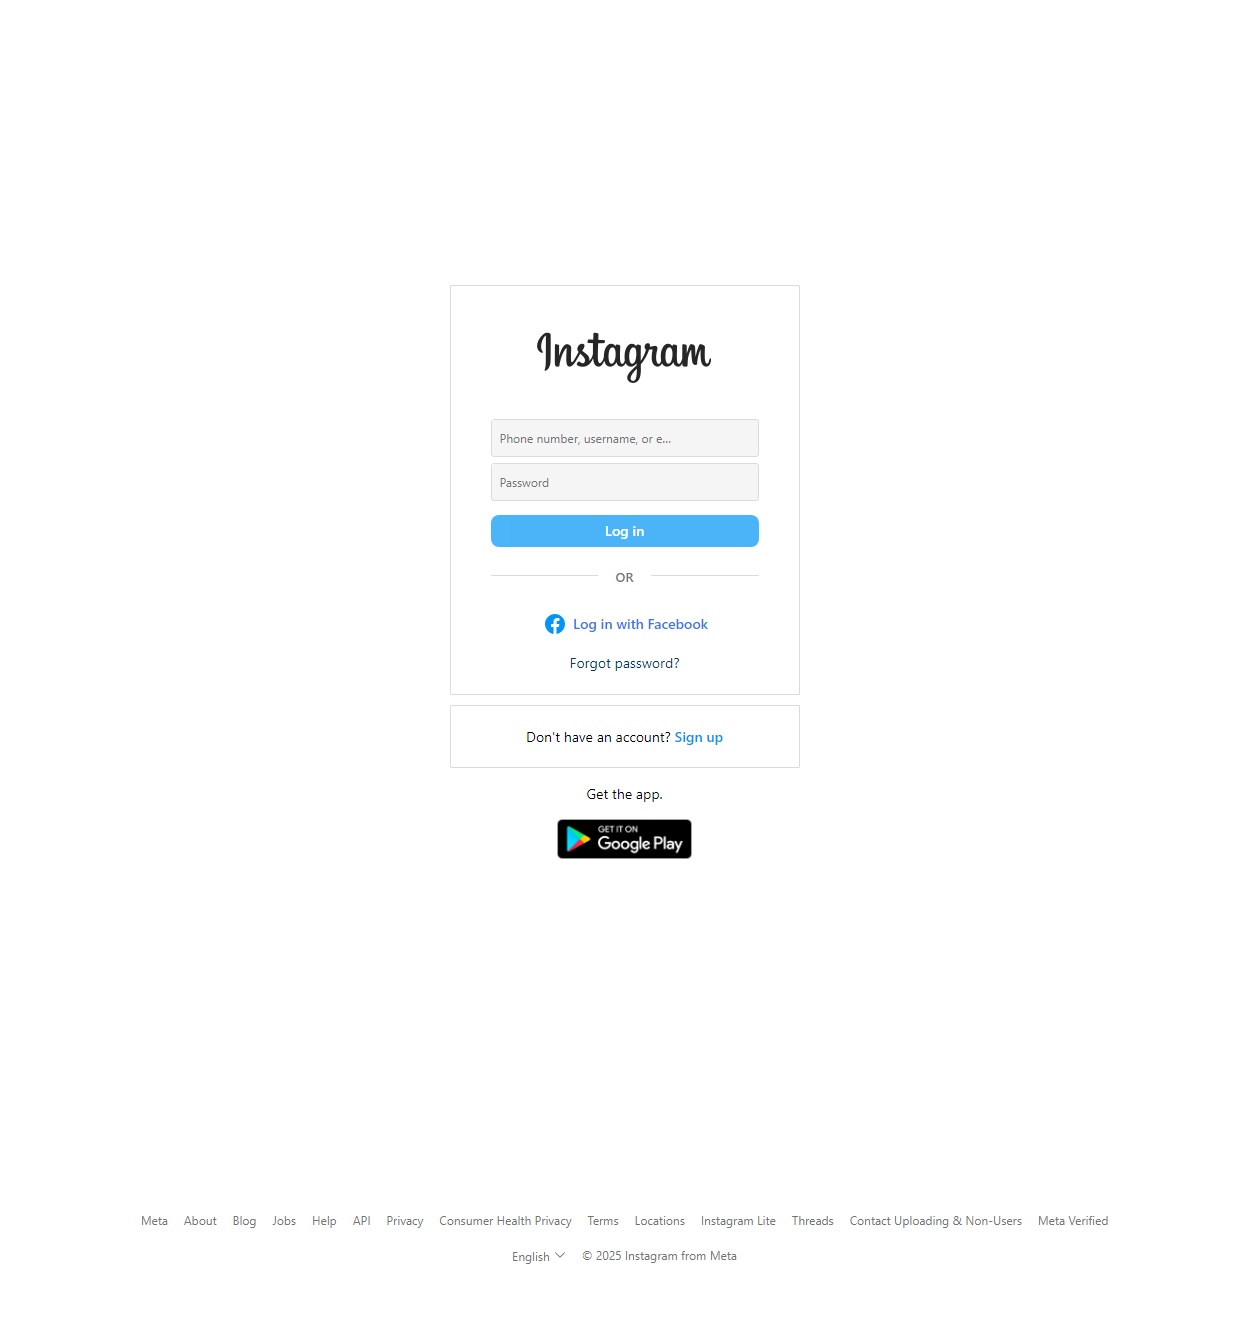 Instagram
Phone number, username, or e...
Password
Log in
OR
Log in with Facebook
Forgot password?
Don't have an account? Sign up
Get the app.
GET IT ON
Google Play
Meta About Blog Jobs Help API Privacy Consumer Health Privacy Terms Locations Instagram Lite Threads Contact Uploading & Non-Users Meta Verified
English © 2025 Instagram from Meta